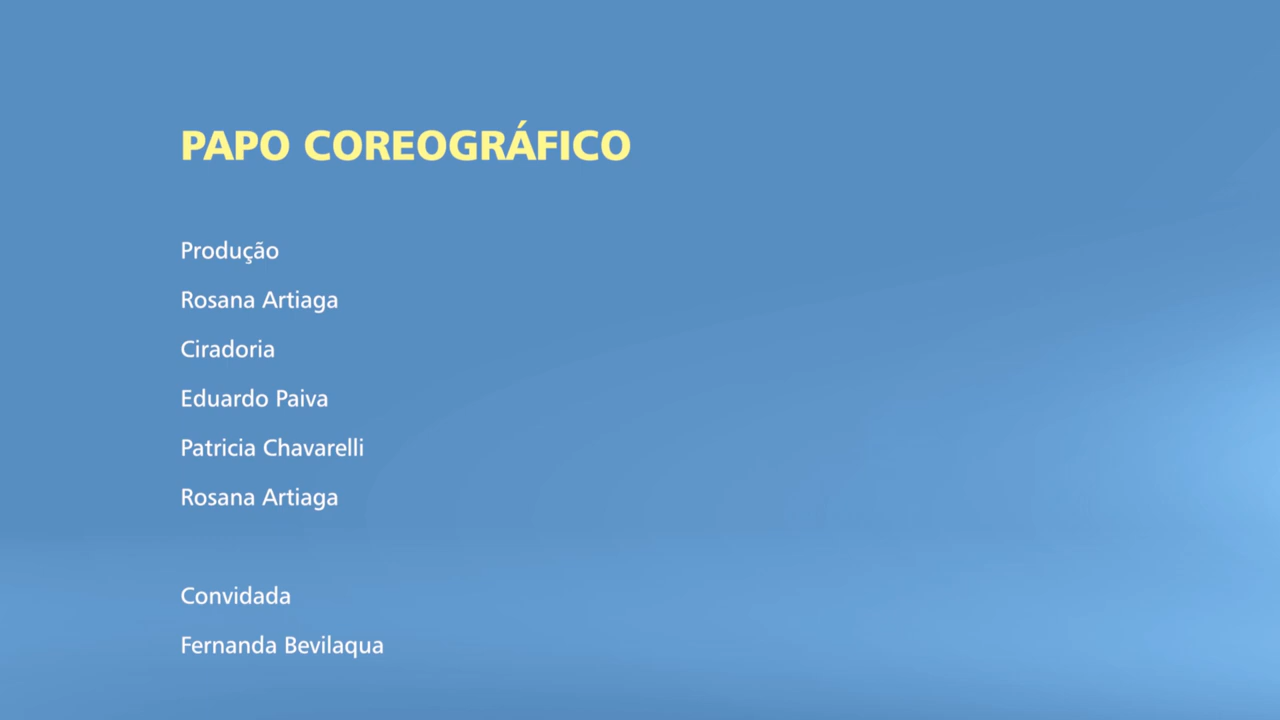 PAPO COREOGRÁFICO
Produção
Rosana Artiaga
Ciradoria
Eduardo Paiva
Patricia Chavarelli
Rosana Artiaga
Convidada
Fernanda Bevilaqua